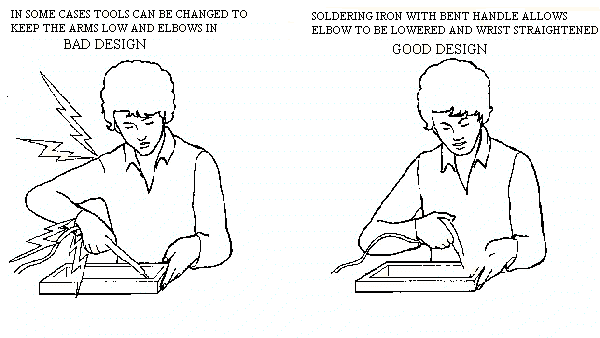 IN SOME CASES TOOLS CAN BE CHANGED TO
KEEP THE ARMS LOW AND ELBOWS IN
BAD DESIGN
SOLDERING IRON WITH BENT HANDLE ALLOWS
ELBOW TO BE LOWERED AND WRIST STRAIGHTENED
GOOD DESIGN